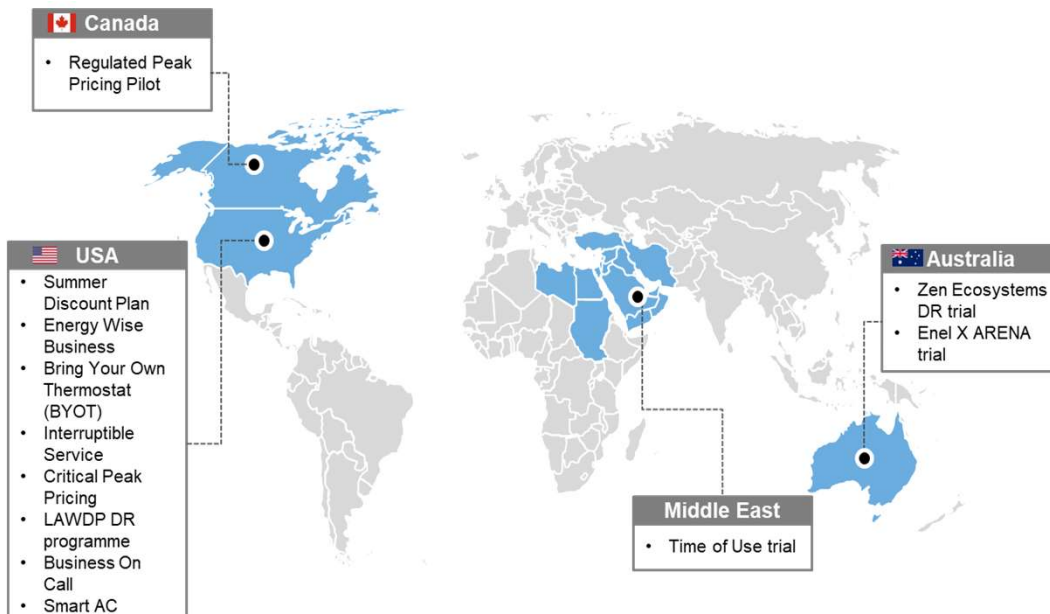 Canada
• Regulated Peak
Pricing Pilot
USA
• Summer
Discount Plan
• Energy Wise
Business
• Bring Your Own
Thermostat
(BYOT)
• Interruptible
Service
• Critical Peak
Pricing
• LAWDP DR
programme
• Business On
Call
• Smart AC
Middle East
• Time of Use trial
Australia
• Zen Ecosystems
DR trial
• Enel X ARENA
trial